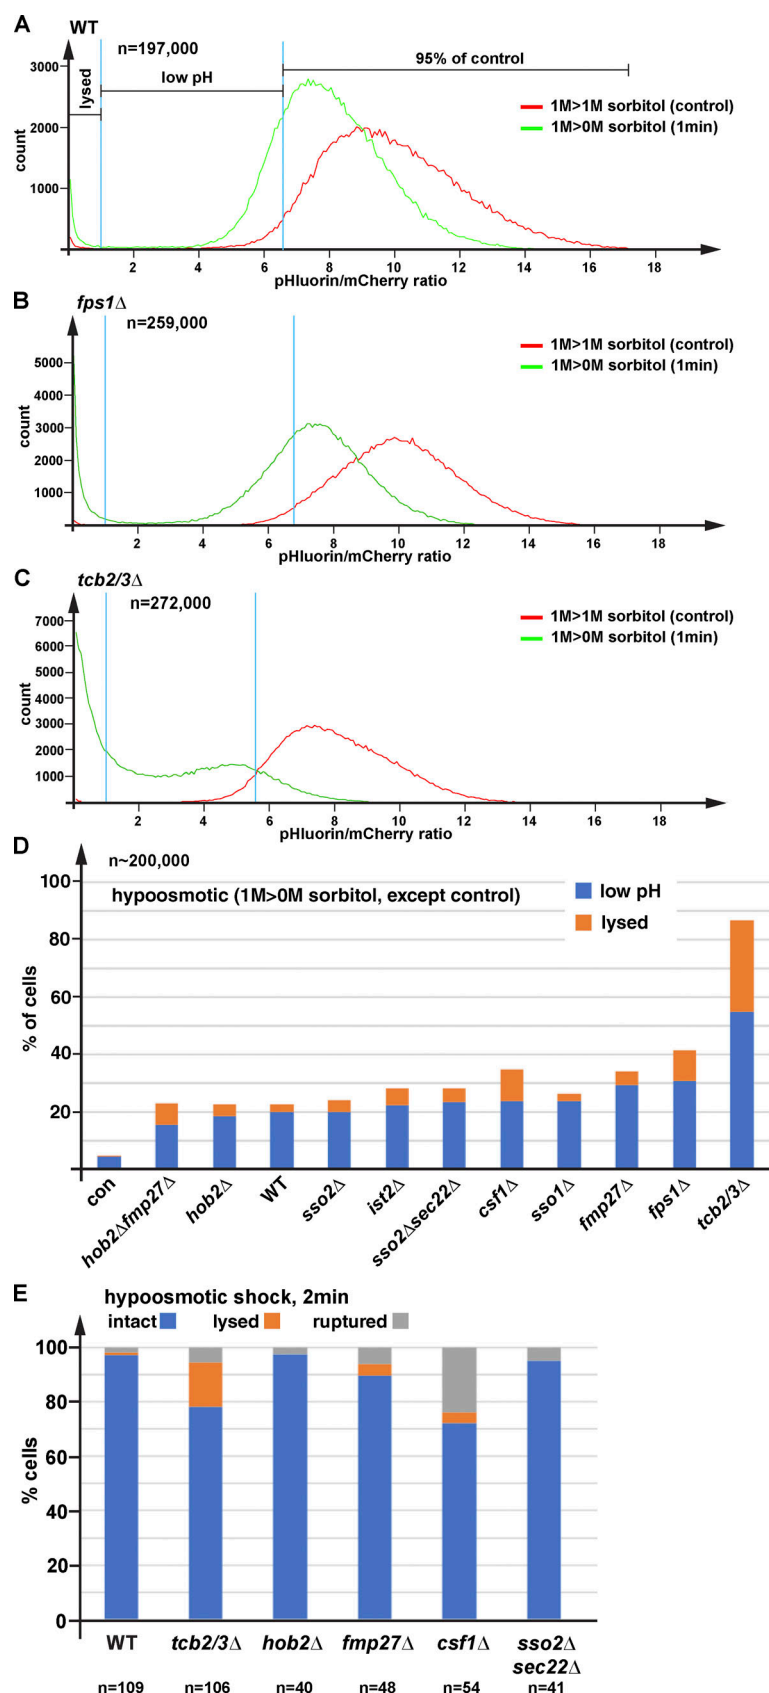 A
WT
n=197,000
95% of control
low pH
lysed
1M>1M sorbitol (control)
1M>0M sorbitol (1min)
count
3000
2000
1000
2 4 6 8 10 12 14 16 18
pHluorin/mCherry ratio
B
fps1Δ
n=259,000
1M>1M sorbitol (control)
1M>0M sorbitol (1min)
count
5000
4000
3000
2000
1000
2 4 6 8 10 12 14 16 18
pHluorin/mCherry ratio
C
tcb2/3Δ
n=272,000
1M>1M sorbitol (control)
1M>0M sorbitol (1min)
count
7000
6000
5000
4000
3000
2000
1000
2 4 6 8 10 12 14 16 18
pHluorin/mCherry ratio
D
n~200,000
hypoosmotic (1M>0M sorbitol, except control)
low pH
lysed
% of cells
100
80
60
40
20
con hob2Δfmp27Δ hob2Δ WT sso2Δ ist2Δ sso2Δsec22Δ csf1Δ sso1Δ fmp27Δ fps1Δ tcb2/3Δ
E
hypoosmotic shock, 2min
intact lysed ruptured
% cells
100
80
60
40
20
0
WT tcb2/3Δ hob2Δ fmp27Δ csf1Δ sso2Δ
sec22Δ
n=109 n=106 n=40 n=48 n=54 n=41